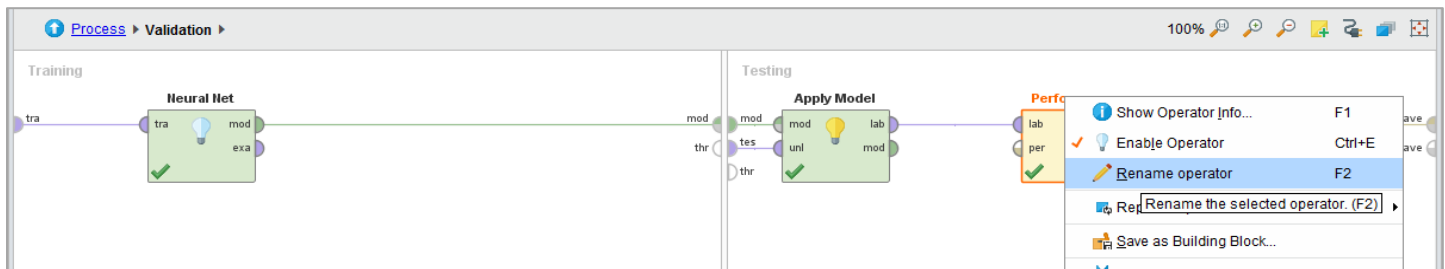 Process Validation 100%
Training Testing
Neural Net Apply Model Perfo
tra tra mod mod mod mod lab lab ave
exa thr tes unl mod per ave
thr
Show Operator Info... F1
Enable Operator Ctrl+E
Rename operator F2
Rep Rename the selected operator. (F2)
Save as Building Block...